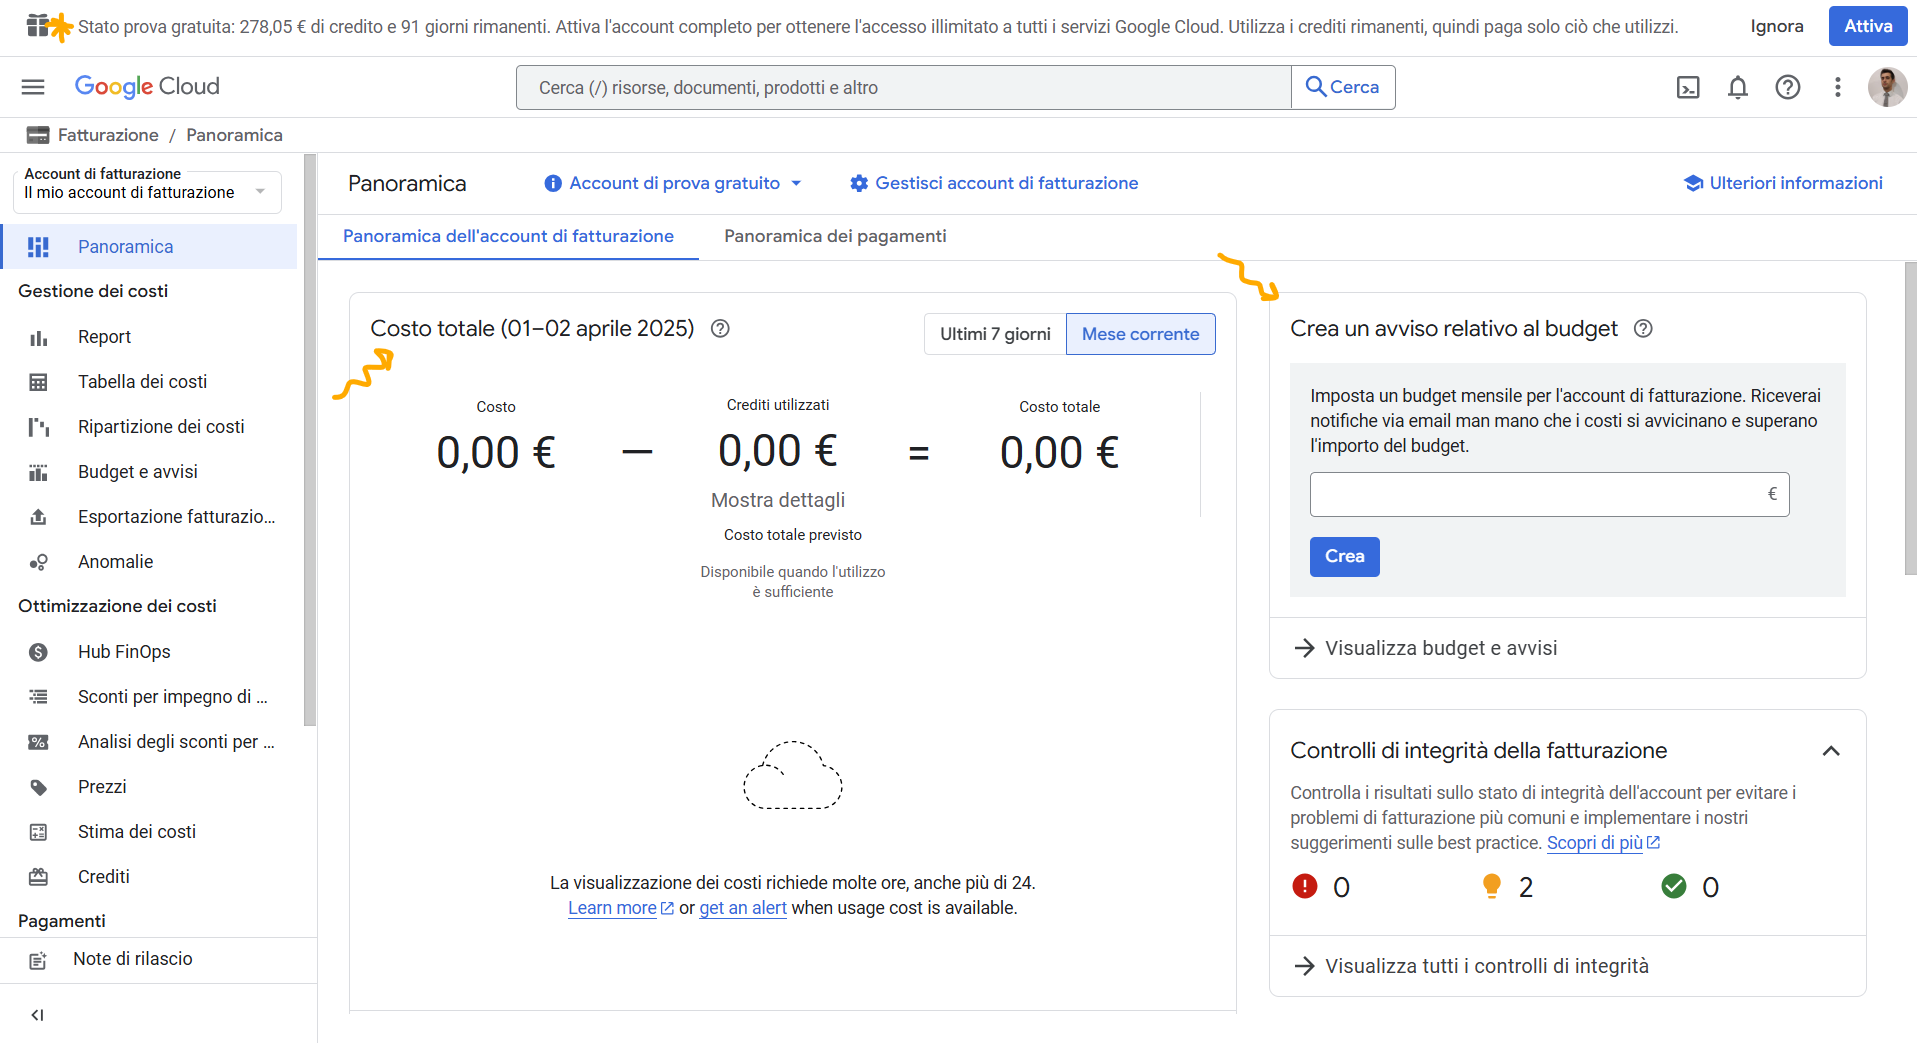 Stato prova gratuita: 278,05 € di credito e 91 giorni rimanenti. Attiva l'account completo per ottenere l'accesso illimitato a tutti i servizi Google Cloud. Utilizza i crediti rimanenti, quindi paga solo ciò che utilizzi.
Ignora
Attiva
Google Cloud
Cerca (/) risorse, documenti, prodotti e altro
Cerca
Fatturazione / Panoramica
Account di fatturazione
Il mio account di fatturazione
Panoramica
Gestione dei costi
Report
Tabella dei costi
Ripartizione dei costi
Budget e avvisi
Esportazione fatturazio...
Anomalie
Ottimizzazione dei costi
Hub FinOps
Sconti per impegno di ...
Analisi degli sconti per ...
Prezzi
Stima dei costi
Crediti
Pagamenti
Note di rilascio
Panoramica
Account di prova gratuito
Gestisci account di fatturazione
Ulteriori informazioni
Panoramica dell'account di fatturazione
Panoramica dei pagamenti
Costo totale (01–02 aprile 2025)
Ultimi 7 giorni
Mese corrente
Costo
0,00 €
—
Crediti utilizzati
0,00 €
Mostra dettagli
=
Costo totale
0,00 €
Costo totale previsto
Disponibile quando l'utilizzo
è sufficiente
La visualizzazione dei costi richiede molte ore, anche più di 24.
Learn more or get an alert when usage cost is available.
Crea un avviso relativo al budget
Imposta un budget mensile per l'account di fatturazione. Riceverai
notifiche via email man mano che i costi si avvicinano e superano
l'importo del budget.
€
Crea
Visualizza budget e avvisi
Controlli di integrità della fatturazione
Controlla i risultati sullo stato di integrità dell'account per evitare i
problemi di fatturazione più comuni e implementare i nostri
suggerimenti sulle best practice. Scopri di più
0
2
0
Visualizza tutti i controlli di integrità